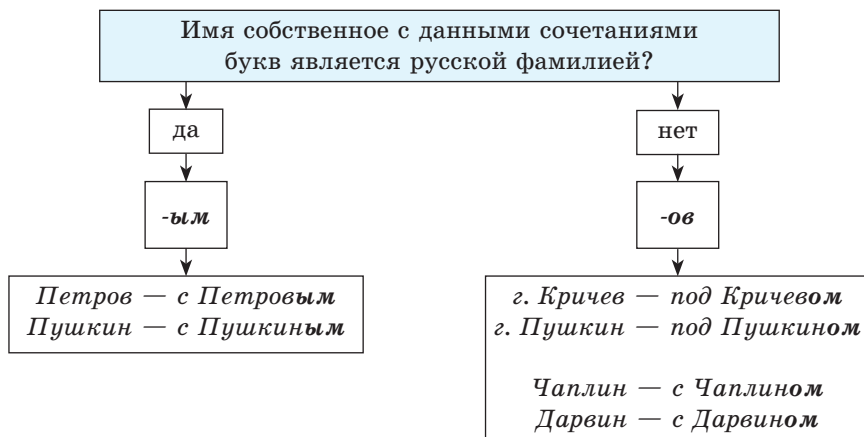 Имя собственное с данными сочетаниями
букв является русской фамилией?
да
нет
-ым
-ов
Петров — с Петровым
Пушкин — с Пушкиным
г. Кричев — под Кричевом
г. Пушкин — под Пушкином
Чаплин — с Чаплином
Дарвин — с Дарвином